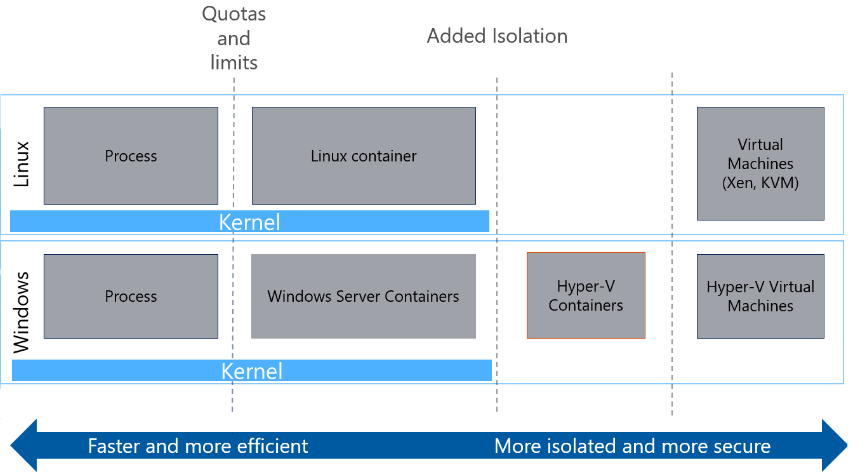 Quotas
and
limits
Added Isolation
Linux
Process
Linux container
Virtual
Machines
(Xen, KVM)
Kernel
Windows
Process
Windows Server Containers
Hyper-V
Containers
Hyper-V Virtual
Machines
Kernel
Faster and more efficient
More isolated and more secure